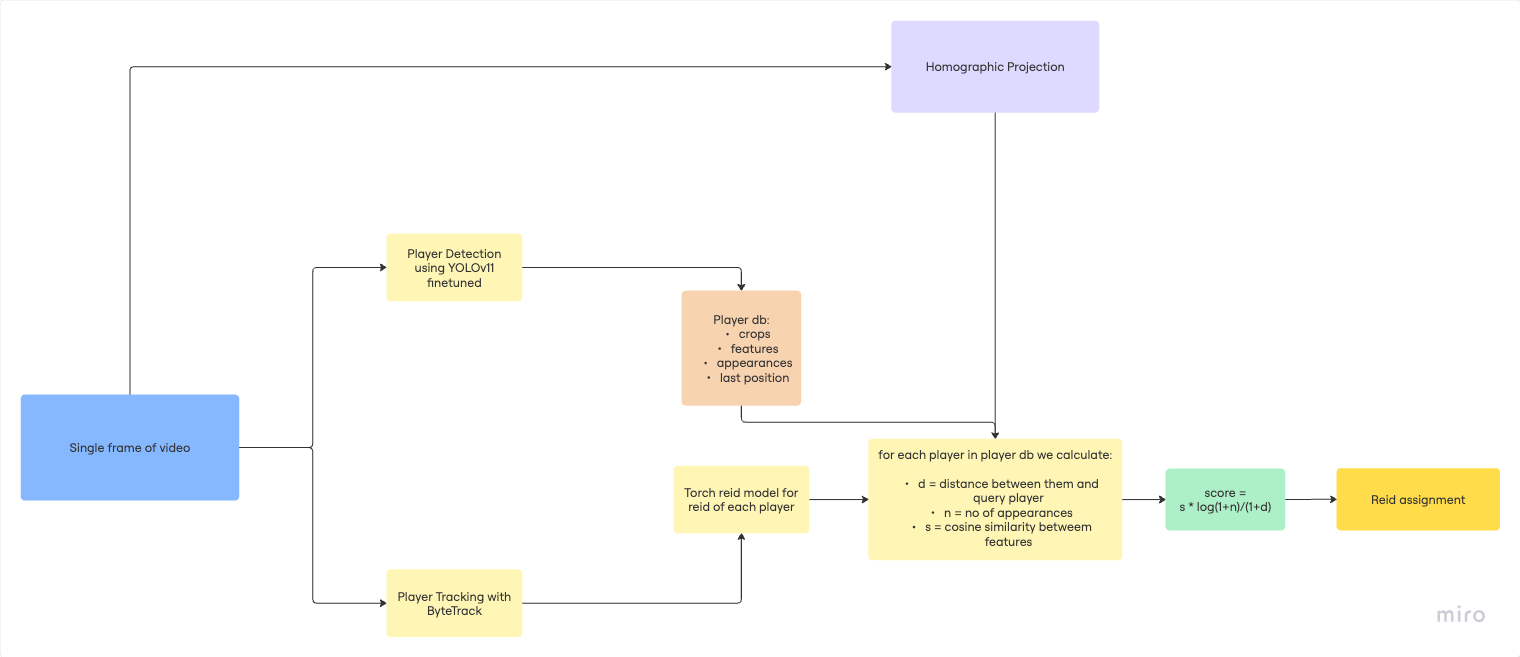 Homographic Projection
Player Detection
using YOLOv11
finetuned
Player db:
• crops
• features
• appearances
• last position
Single frame of video
Torch reid model for
reid of each player
for each player in player db we calculate:
• d = distance between them and
query player
• n = no of appearances
• s = cosine similarity betweem
features
score =
s * log(1+n)/(1+d)
Reid assignment
Player Tracking with
ByteTrack
miro